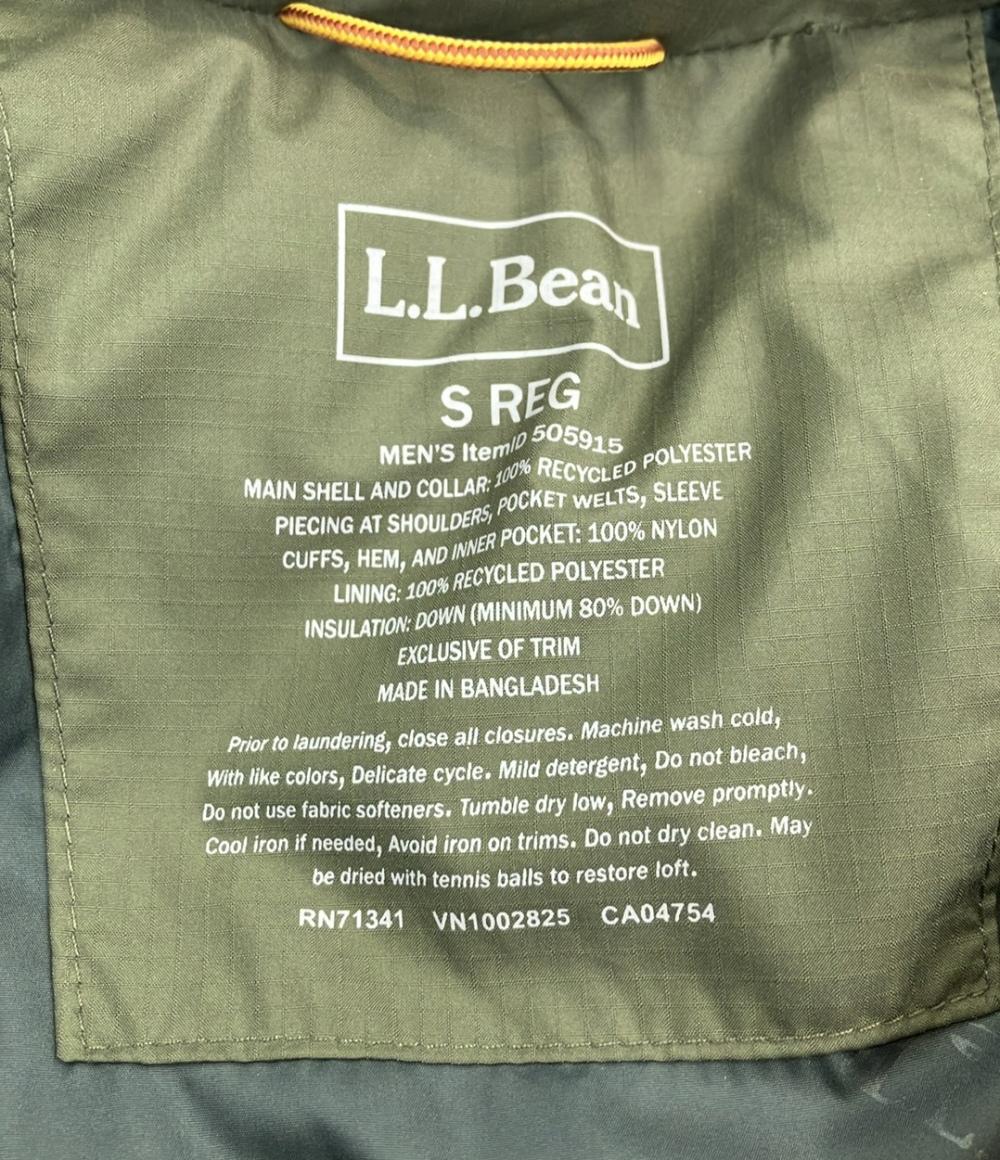 L.L.Bean
S REG
MEN'S ItemID 505915
MAIN SHELL AND COLLAR: 100% RECYCLED POLYESTER
PIECING AT SHOULDERS, POCKET WELTS, SLEEVE
CUFFS, HEM, AND INNER POCKET: 100% NYLON
LINING: 100% RECYCLED POLYESTER
INSULATION: DOWN (MINIMUM 80% DOWN)
EXCLUSIVE OF TRIM
MADE IN BANGLADESH
Prior to laundering, close all closures. Machine wash cold,
With like colors, Delicate cycle. Mild detergent, Do not bleach,
Do not use fabric softeners. Tumble dry low, Remove promptly.
Cool iron if needed, Avoid iron on trims. Do not dry clean. May
be dried with tennis balls to restore loft.
RN71341 VN1002825 CA04754